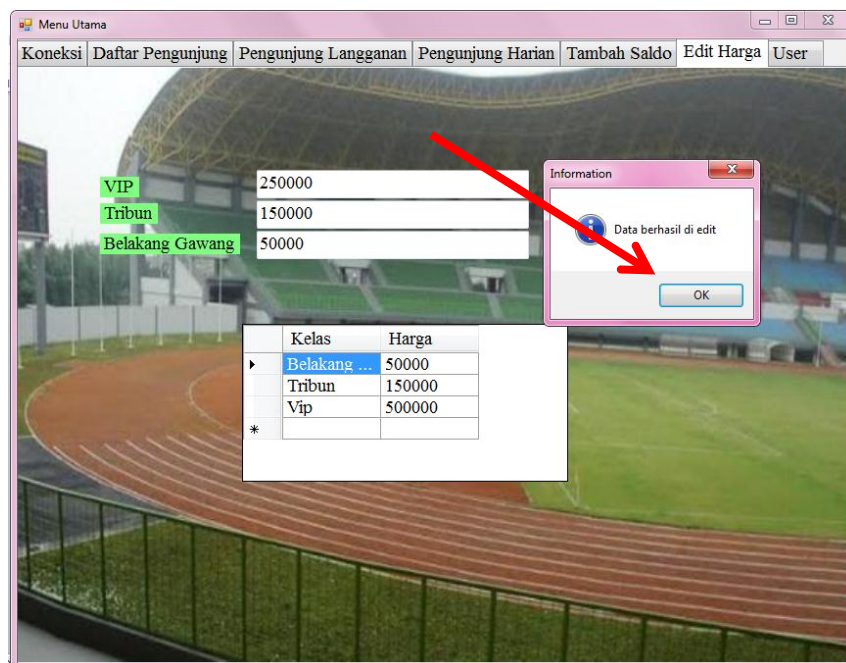 Menu Utama
Koneksi Daftar Pengunjung Pengunjung Langganan Pengunjung Harian Tambah Saldo Edit Harga User
Information
VIP 250000
Tribun 150000
Belakang Gawang 50000
Data berhasil di edit
OK
Kelas Harga
Belakang ... 50000
Tribun 150000
Vip 500000
*